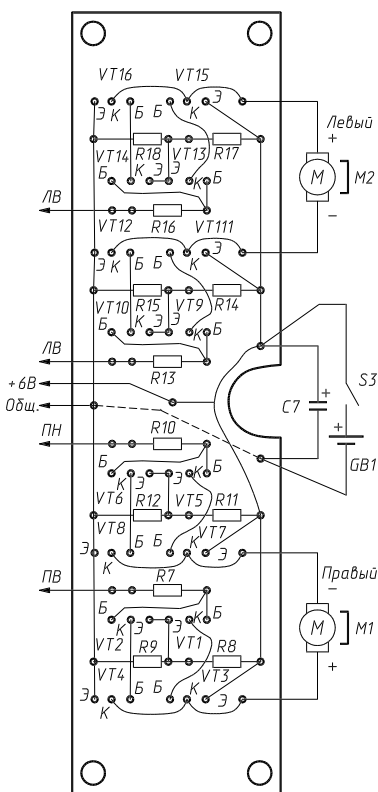 VT16 VT15
Э К Б Б К Э
Левый
+
VT14 R18 VT13 R17
М М2
Б К Э Э К Б
–
ЛВ VT12 R16 VT111
Э К Б Б К Э
VT10 R15 VT9 R14
Б К Э Э К Б
ЛВ R13
S3
+6В
C7 +
Общ.
+ GB1
ПН R10
Б К Э Э К Б
VT6 R12 VT5 R11
VT8 VT7
Э К Б Б К Э
Правый
ПВ R7
–
Б К Э Э К Б
М М1
VT2 R9 VT1 R8
+
VT4 VT3
Э К Б Б К Э